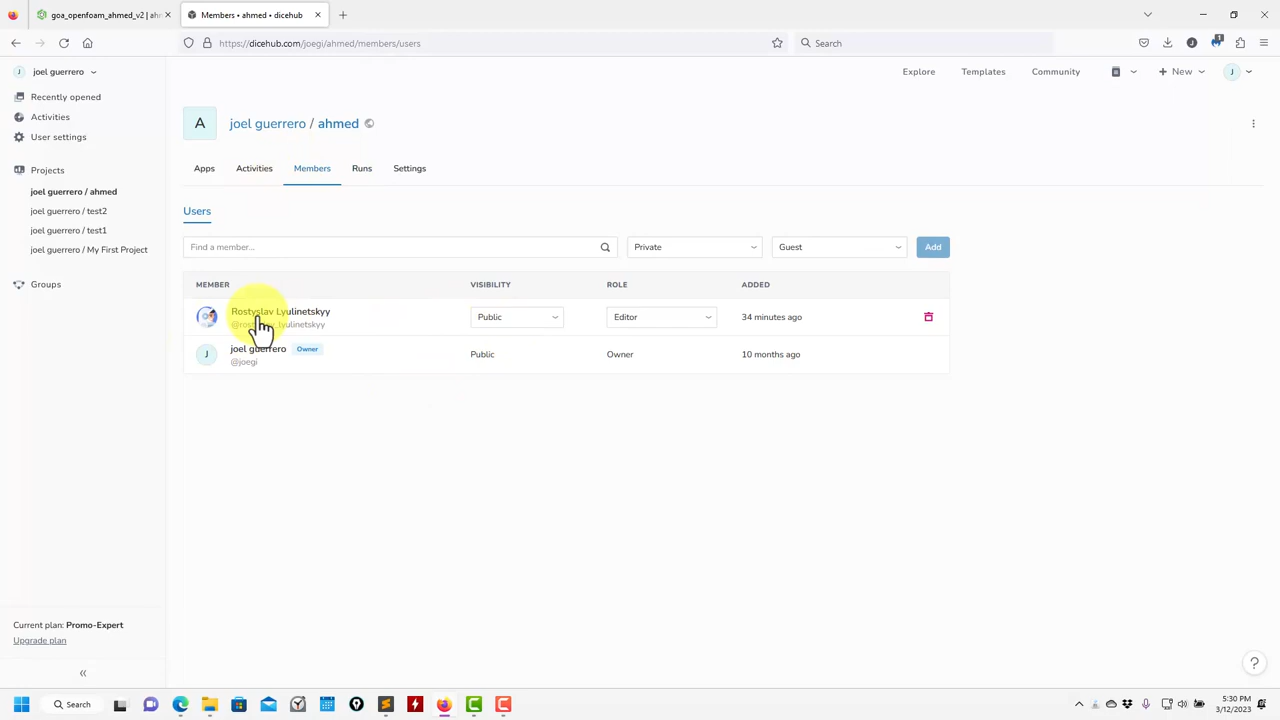 goa_openfoam_ahmed_v2 | ah
Members • ahmed • dicehub
https://dicehub.com/joegi/ahmed/members/users
Search
joel guerrero
Explore
Templates
Community
New
J
Recently opened
Activities
User settings
Projects
joel guerrero / ahmed
joel guerrero / test2
joel guerrero / test1
joel guerrero / My First Project
Groups
A
joel guerrero / ahmed
Apps
Activities
Members
Runs
Settings
Users
Find a member...
Private
Guest
Add
MEMBER
VISIBILITY
ROLE
ADDED
Rostyslav Lyulinetskyy
Public
Editor
34 minutes ago
J
joel guerrero
Owner
@joegi
Public
Owner
10 months ago
Current plan: Promo-Expert
Upgrade plan
Search
5:30 PM
3/12/2023